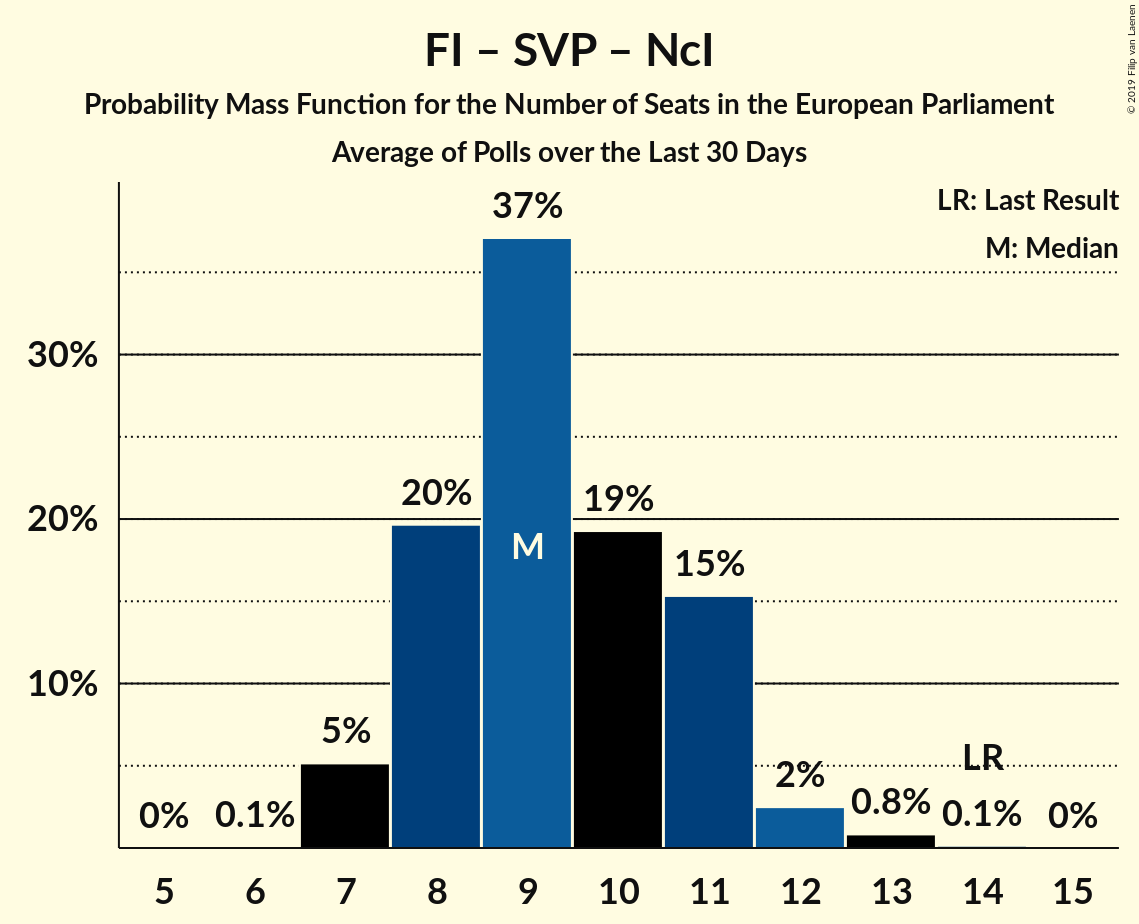 FI – SVP – NcI
Probability Mass Function for the Number of Seats in the European Parliament
Average of Polls over the Last 30 Days
© 2019 Filip van Laenen
LR: Last Result
M: Median
37%
30%
20%
20%
19%
M
15%
10%
5%
LR
2%
0%
0.1%
0.8%
0.1%
0%
5 6 7 8 9 10 11 12 13 14 15